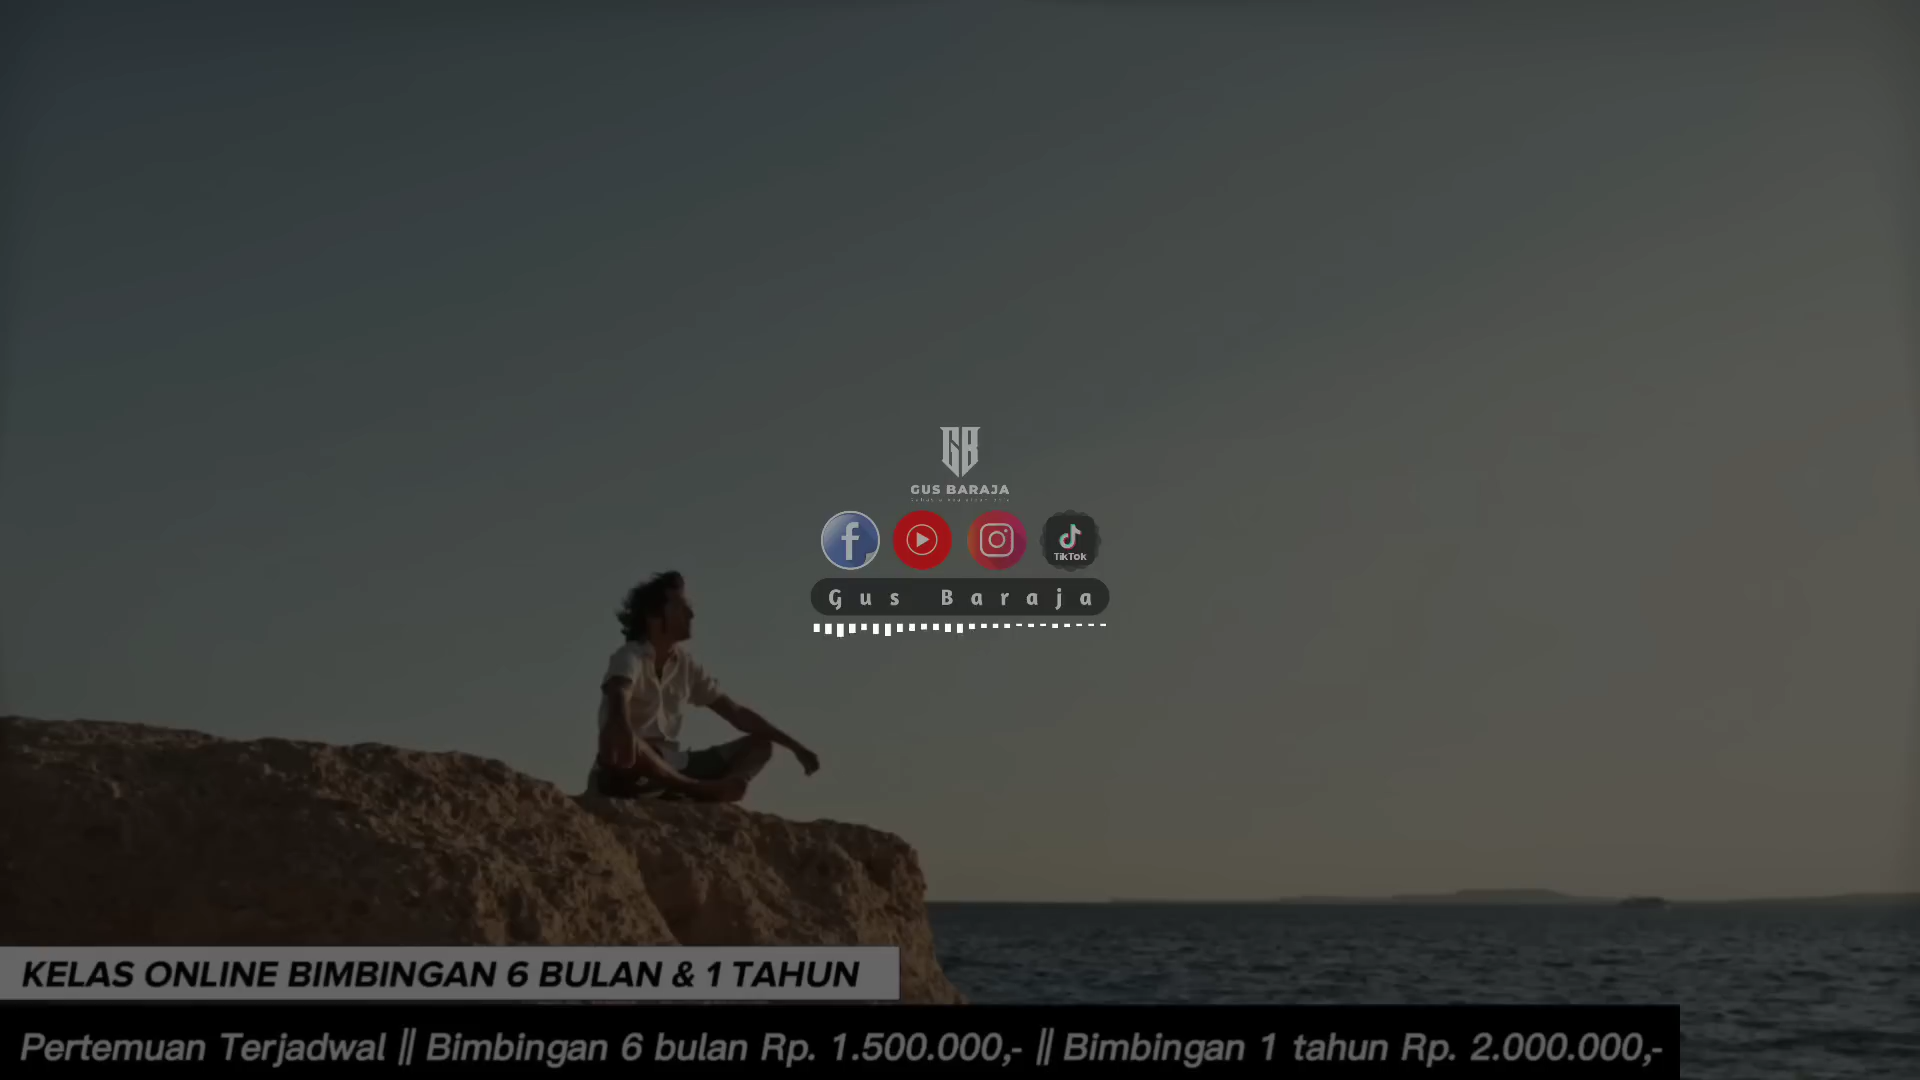 GB
GUS BARAJA
f
TikTok
Gus Baraja
KELAS ONLINE BIMBINGAN 6 BULAN & 1 TAHUN
Pertemuan Terjadwal || Bimbingan 6 bulan Rp. 1.500.000,- || Bimbingan 1 tahun Rp. 2.000.000,-